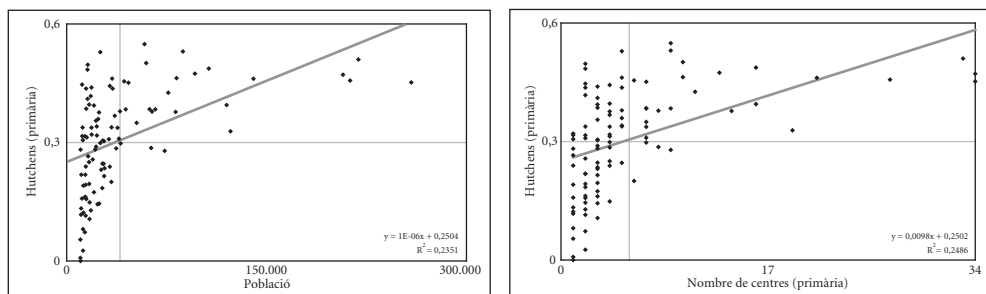 0,6
0,3
0
Hutchens (primària)
y = 1E-06x + 0,2504
R2 = 0,2351
0
150.000
300.000
Població
0,6
0,3
0
Hutchens (primària)
y = 0,0098x + 0,2502
R2 = 0,2486
0
17
34
Nombre de centres (primària)